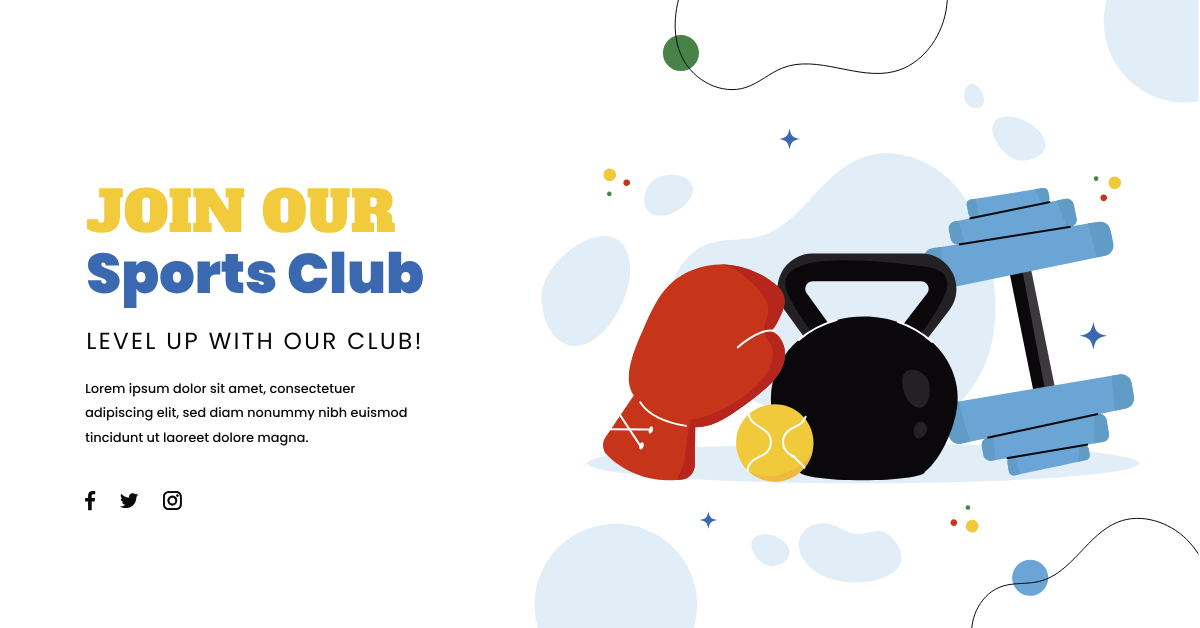 JOIN OUR
Sports Club
LEVEL UP WITH OUR CLUB!
Lorem ipsum dolor sit amet, consectetuer
adipiscing elit, sed diam nonummy nibh euismod
tincidunt ut laoreet dolore magna.